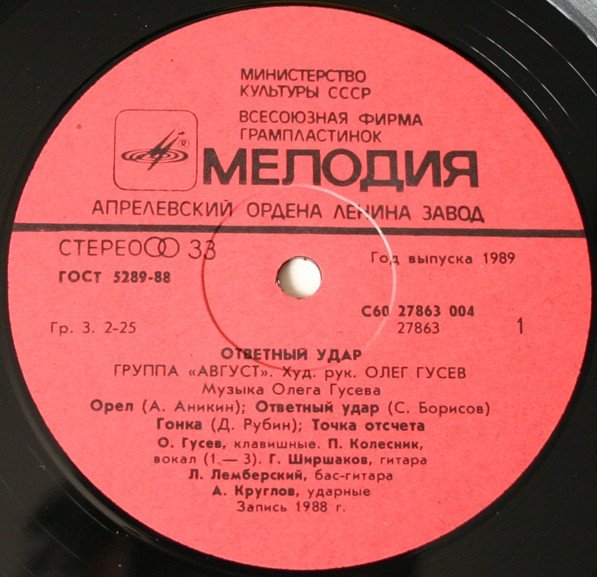 МИНИСТЕРСТВО
КУЛЬТУРЫ СССР
ВСЕСОЮЗНАЯ ФИРМА
ГРАМПЛАСТИНОК
МЕЛОДИЯ
АПРЕЛЕВСКИЙ ОРДЕНА ЛЕНИНА ЗАВОД
СТЕРЕО 33
Год выпуска 1989
ГОСТ 5289-88
С60 27863 004
Гр. 3. 2-25
27863
1
ОТВЕТНЫЙ УДАР
ГРУППА «АВГУСТ». Худ. рук. ОЛЕГ ГУСЕВ
Музыка Олега Гусева
Орел (А. Аникин); Ответный удар (С. Борисов)
Гонка (Д. Рубин); Точка отсчета
О. Гусев, клавишные. П. Колесник,
вокал (1.—3). Г. Ширшаков, гитара
Л. Лемберский, бас-гитара
А. Круглов, ударные
Запись 1988 г.